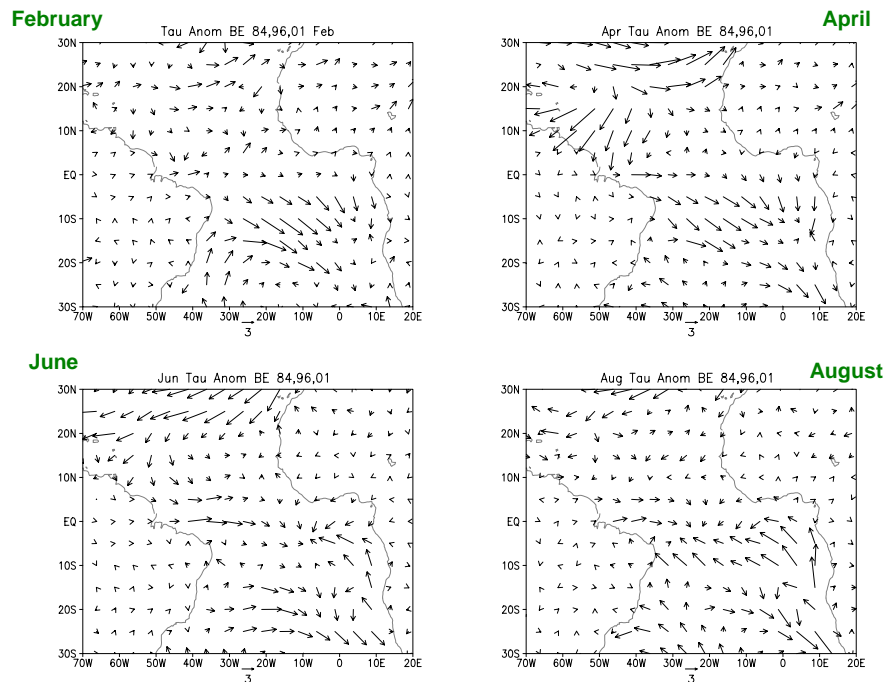 February
April
Tau Anom BE 84,96,01 Feb
Apr Tau Anom BE 84,96,01
30N
20N
10N
EQ
10S
20S
30S
70W 60W 50W 40W 30W 20W 10W 0 10E 20E
3
30N
20N
10N
EQ
10S
20S
30S
70W 60W 50W 40W 30W 20W 10W 0 10E 20E
3
June
August
Jun Tau Anom BE 84,96,01
Aug Tau Anom BE 84,96,01
30N
20N
10N
EQ
10S
20S
30S
70W 60W 50W 40W 30W 20W 10W 0 10E 20E
3
30N
20N
10N
EQ
10S
20S
30S
70W 60W 50W 40W 30W 20W 10W 0 10E 20E
3